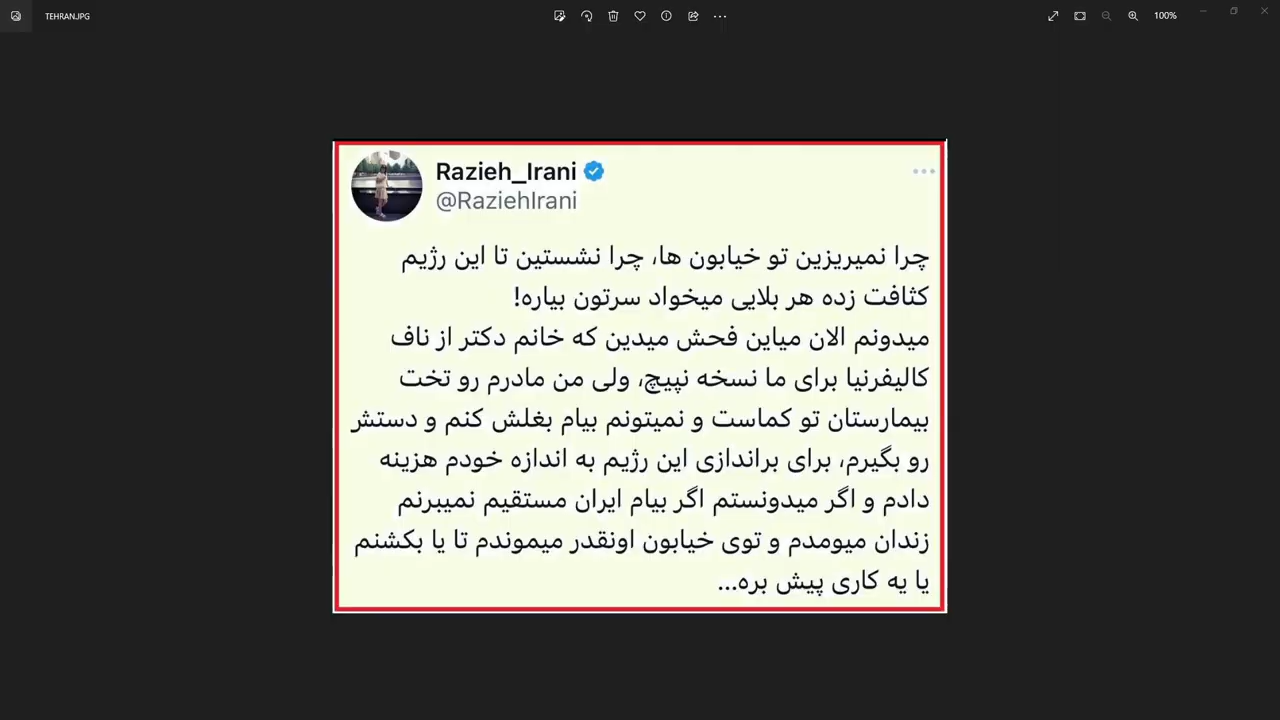 TEHRAN.JPG
100%
Razieh_Irani
@RaziehIrani
چرا نمیریزین تو خیابون ها، چرا نشستین تا این رژیم
کثافت زده هر بلایی میخواد سرتون بیاره!
میدونم الان میاین فحش میدین که خانم دکتر از ناف
کالیفرنیا برای ما نسخه نپیچ، ولی من مادرم رو تخت
بیمارستان تو کماست و نمیتونم بیام بغلش کنم و دستش
رو بگیرم، برای براندازی این رژیم به اندازه خودم هزینه
دادم و اگر میدونستم اگر بیام ایران مستقیم نمیبرنم
زندان میومدم و توی خیابون اونقدر میموندم تا یا بکشنم
یا یه کاری پیش بره...